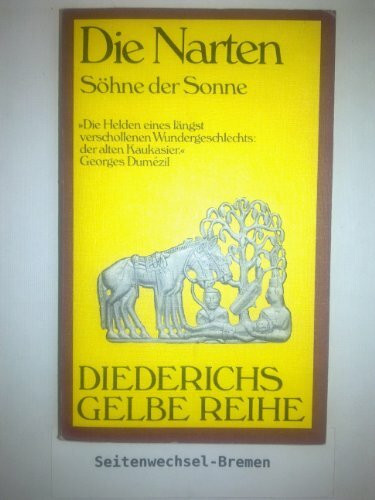 Die Narten
Söhne der Sonne
»Die Helden eines längst
verschollenen Wundergeschlechts:
der alten Kaukasier.«
Georges Dumézil
DIEDERICHS
GELBE REIHE
Seitenwechsel-Bremen